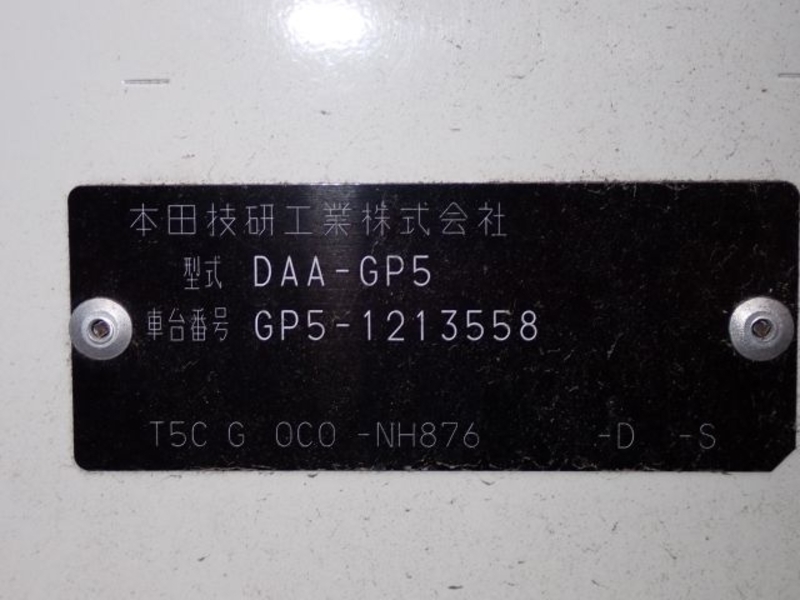 本田技研工業株式会社
型式 DAA-GP5
車台番号 GP5-1213558
T5C G 0C0 -NH876 -D -S